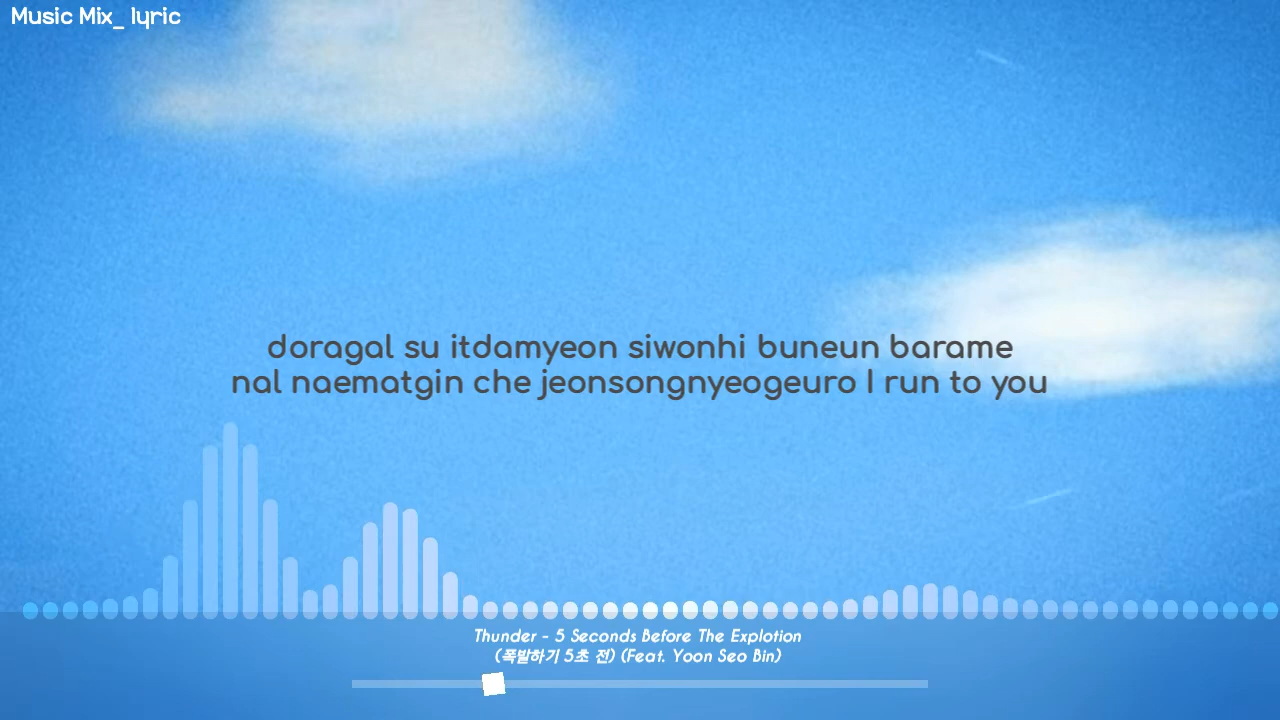 Music Mix_ lyric
doragal su itdamyeon siwonhi buneun barame
nal naematgin che jeonsongnyeogeuro I run to you
Thunder - 5 Seconds Before The Explotion
(폭발하기 5초 전) (Feat. Yoon Seo Bin)